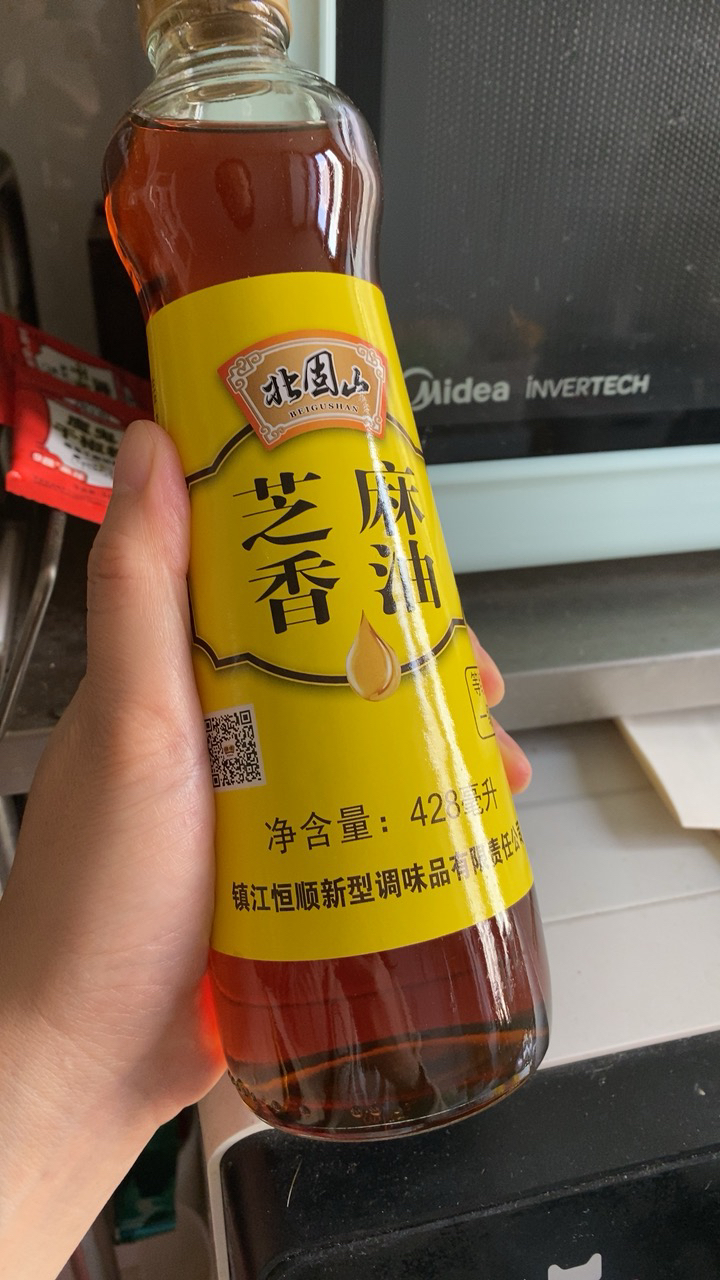 北固山
BEIGUSHAN
芝麻
香油
净含量：428毫升
镇江恒顺新型调味品有限责任公司
Midea INVERTECH